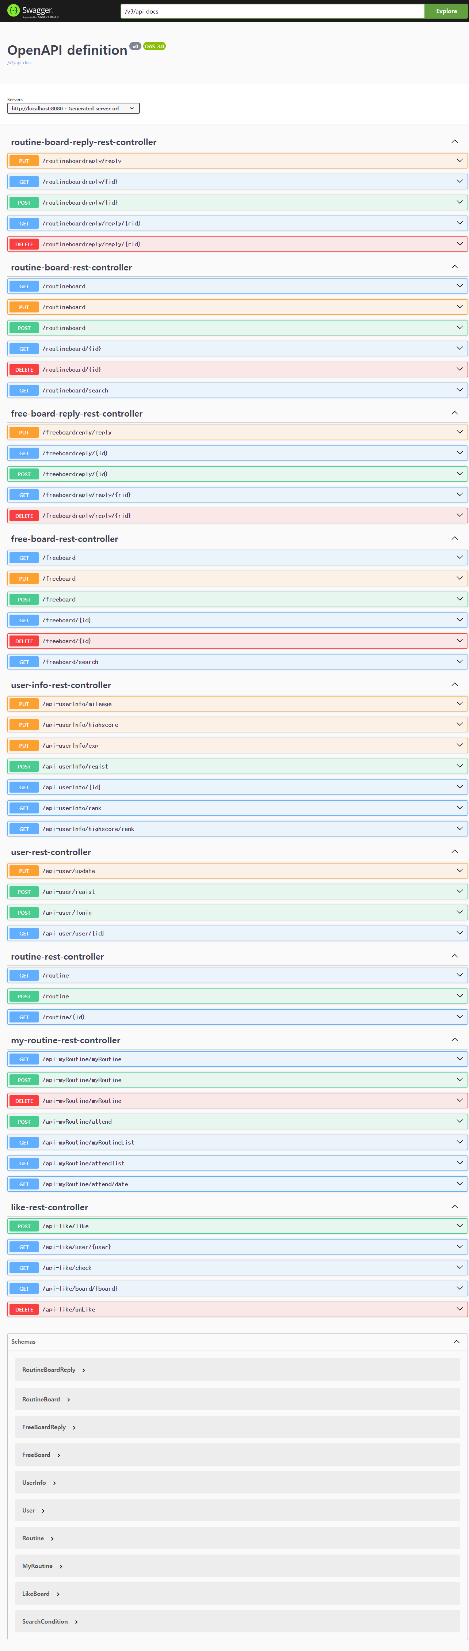 Swagger.
/v3/api-docs
Explore
OpenAPI definition v0 OAS 3.0
/v3/api-docs
Servers
http://localhost:8080 - Generated server url
routine-board-reply-rest-controller
PUT /routineboardreply/reply
GET /routineboardreply/{id}
POST /routineboardreply/{id}
GET /routineboardreply/reply/{rid}
DELETE /routineboardreply/reply/{rid}
routine-board-rest-controller
GET /routineboard
PUT /routineboard
POST /routineboard
GET /routineboard/{id}
DELETE /routineboard/{id}
GET /routineboard/search
free-board-reply-rest-controller
PUT /freeboardreply/reply
GET /freeboardreply/{id}
POST /freeboardreply/{id}
GET /freeboardreply/reply/{rid}
DELETE /freeboardreply/reply/{rid}
free-board-rest-controller
GET /freeboard
PUT /freeboard
POST /freeboard
GET /freeboard/{id}
DELETE /freeboard/{id}
GET /freeboard/search
user-info-rest-controller
PUT /api-userInfo/mileage
PUT /api-userInfo/highscore
PUT /api-userInfo/exp
POST /api-userInfo/regist
GET /api-userInfo/{id}
GET /api-userInfo/rank
GET /api-userInfo/highscore/rank
user-rest-controller
PUT /api-user/update
POST /api-user/regist
POST /api-user/login
GET /api-user/user/{id}
routine-rest-controller
GET /routine
POST /routine
GET /routine/{id}
my-routine-rest-controller
GET /api-myRoutine/myRoutine
POST /api-myRoutine/myRoutine
DELETE /api-myRoutine/myRoutine
POST /api-myRoutine/attend
GET /api-myRoutine/myRoutineList
GET /api-myRoutine/attendlist
GET /api-myRoutine/attend/date
like-rest-controller
POST /api-like/like
GET /api-like/user/{user}
GET /api-like/check
GET /api-like/board/{board}
DELETE /api-like/unLike
Schemas
RoutineBoardReply
RoutineBoard
FreeBoardReply
FreeBoard
UserInfo
User
Routine
MyRoutine
LikeBoard
SearchCondition